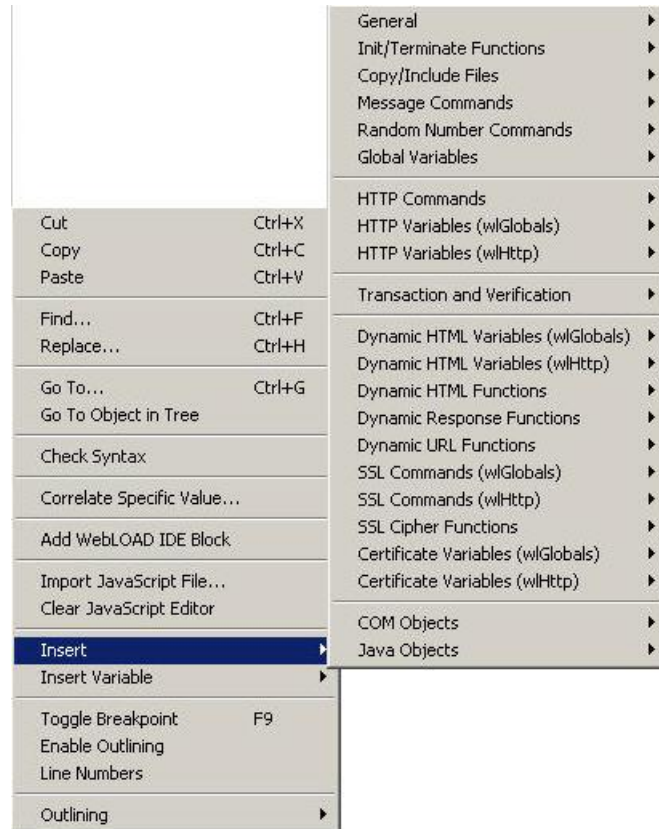 Cut Ctrl+X
Copy Ctrl+C
Paste Ctrl+V
Find... Ctrl+F
Replace... Ctrl+H
Go To... Ctrl+G
Go To Object in Tree
Check Syntax
Correlate Specific Value...
Add WebLOAD IDE Block
Import JavaScript File...
Clear JavaScript Editor
Insert
Insert Variable
Toggle Breakpoint F9
Enable Outlining
Line Numbers
Outlining
General
Init/Terminate Functions
Copy/Include Files
Message Commands
Random Number Commands
Global Variables
HTTP Commands
HTTP Variables (wlGlobals)
HTTP Variables (wlHttp)
Transaction and Verification
Dynamic HTML Variables (wlGlobals)
Dynamic HTML Variables (wlHttp)
Dynamic HTML Functions
Dynamic Response Functions
Dynamic URL Functions
SSL Commands (wlGlobals)
SSL Commands (wlHttp)
SSL Cipher Functions
Certificate Variables (wlGlobals)
Certificate Variables (wlHttp)
COM Objects
Java Objects